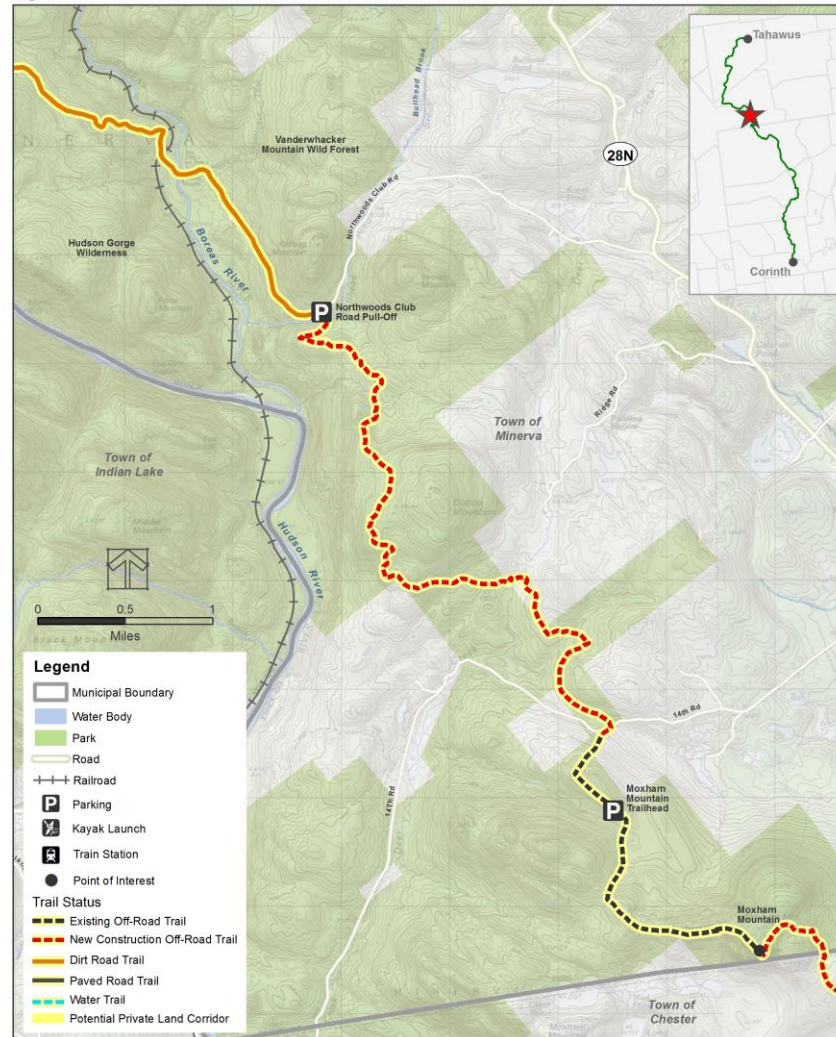 Tahawus
Corinth
28N
Bullhead Brook
Vanderwhacker
Mountain Wild Forest
Northwoods Club Rd
Hudson Gorge
Wilderness
Boreas River
P
Northwoods Club
Road Pull-Off
Ridge Rd
Town of
Minerva
Town of
Indian Lake
Hudson River
0 0.5 1
Miles
14th Rd
14Th Rd
P
Moxham
Mountain
Trailhead
Moxham
Mountain
Town of
Chester
Legend
Municipal Boundary
Water Body
Park
Road
Railroad
P
Parking
Kayak Launch
Train Station
Point of Interest
Trail Status
Existing Off-Road Trail
New Construction Off-Road Trail
Dirt Road Trail
Paved Road Trail
Water Trail
Potential Private Land Corridor